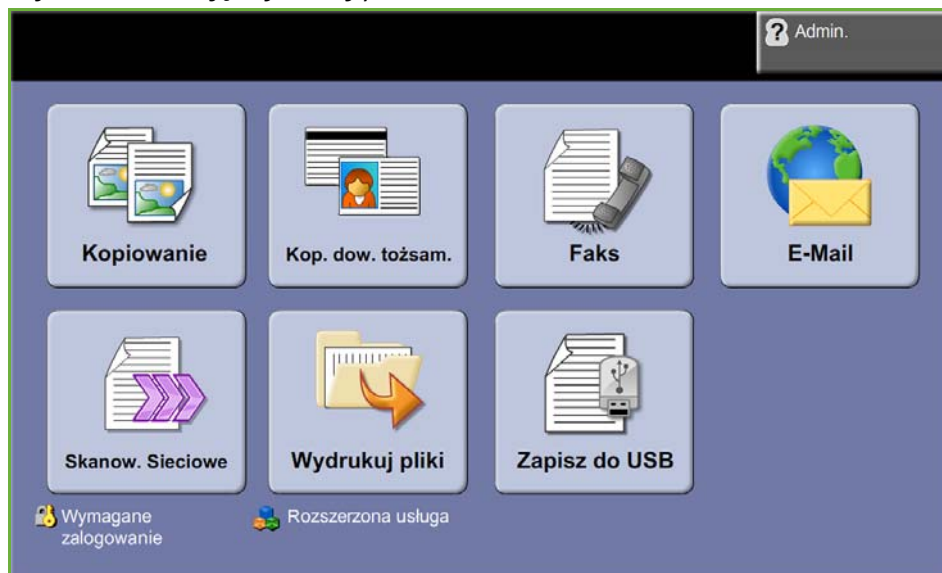 Admin.
Kopiowanie
Kop. dow. tożsam.
Faks
E-Mail
Skanow. Sieciowe
Wydrukuj pliki
Zapisz do USB
Wymagane
zalogowanie
Rozszerzona usługa